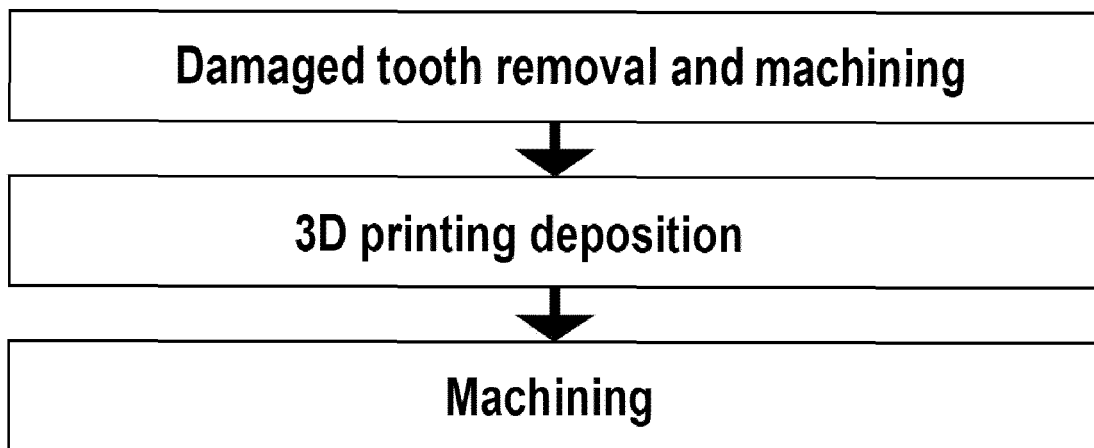 Damaged tooth removal and machining
3D printing deposition
Machining